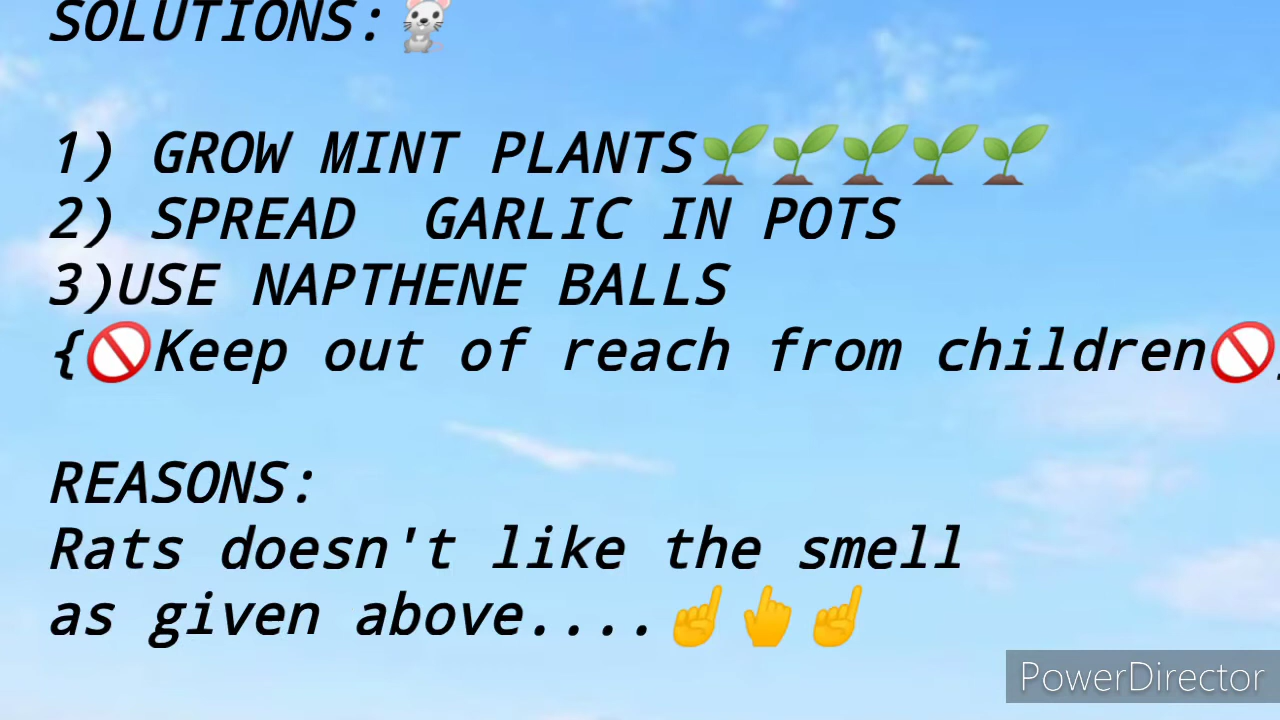 SOLUTIONS:🐁
1) GROW MINT PLANTS🌱🌱🌱🌱🌱
2) SPREAD  GARLIC IN POTS
3)USE NAPTHENE BALLS
{🚫Keep out of reach from children🚫}
REASONS:
Rats doesn't like the smell
as given above....☝️👆☝️
PowerDirector